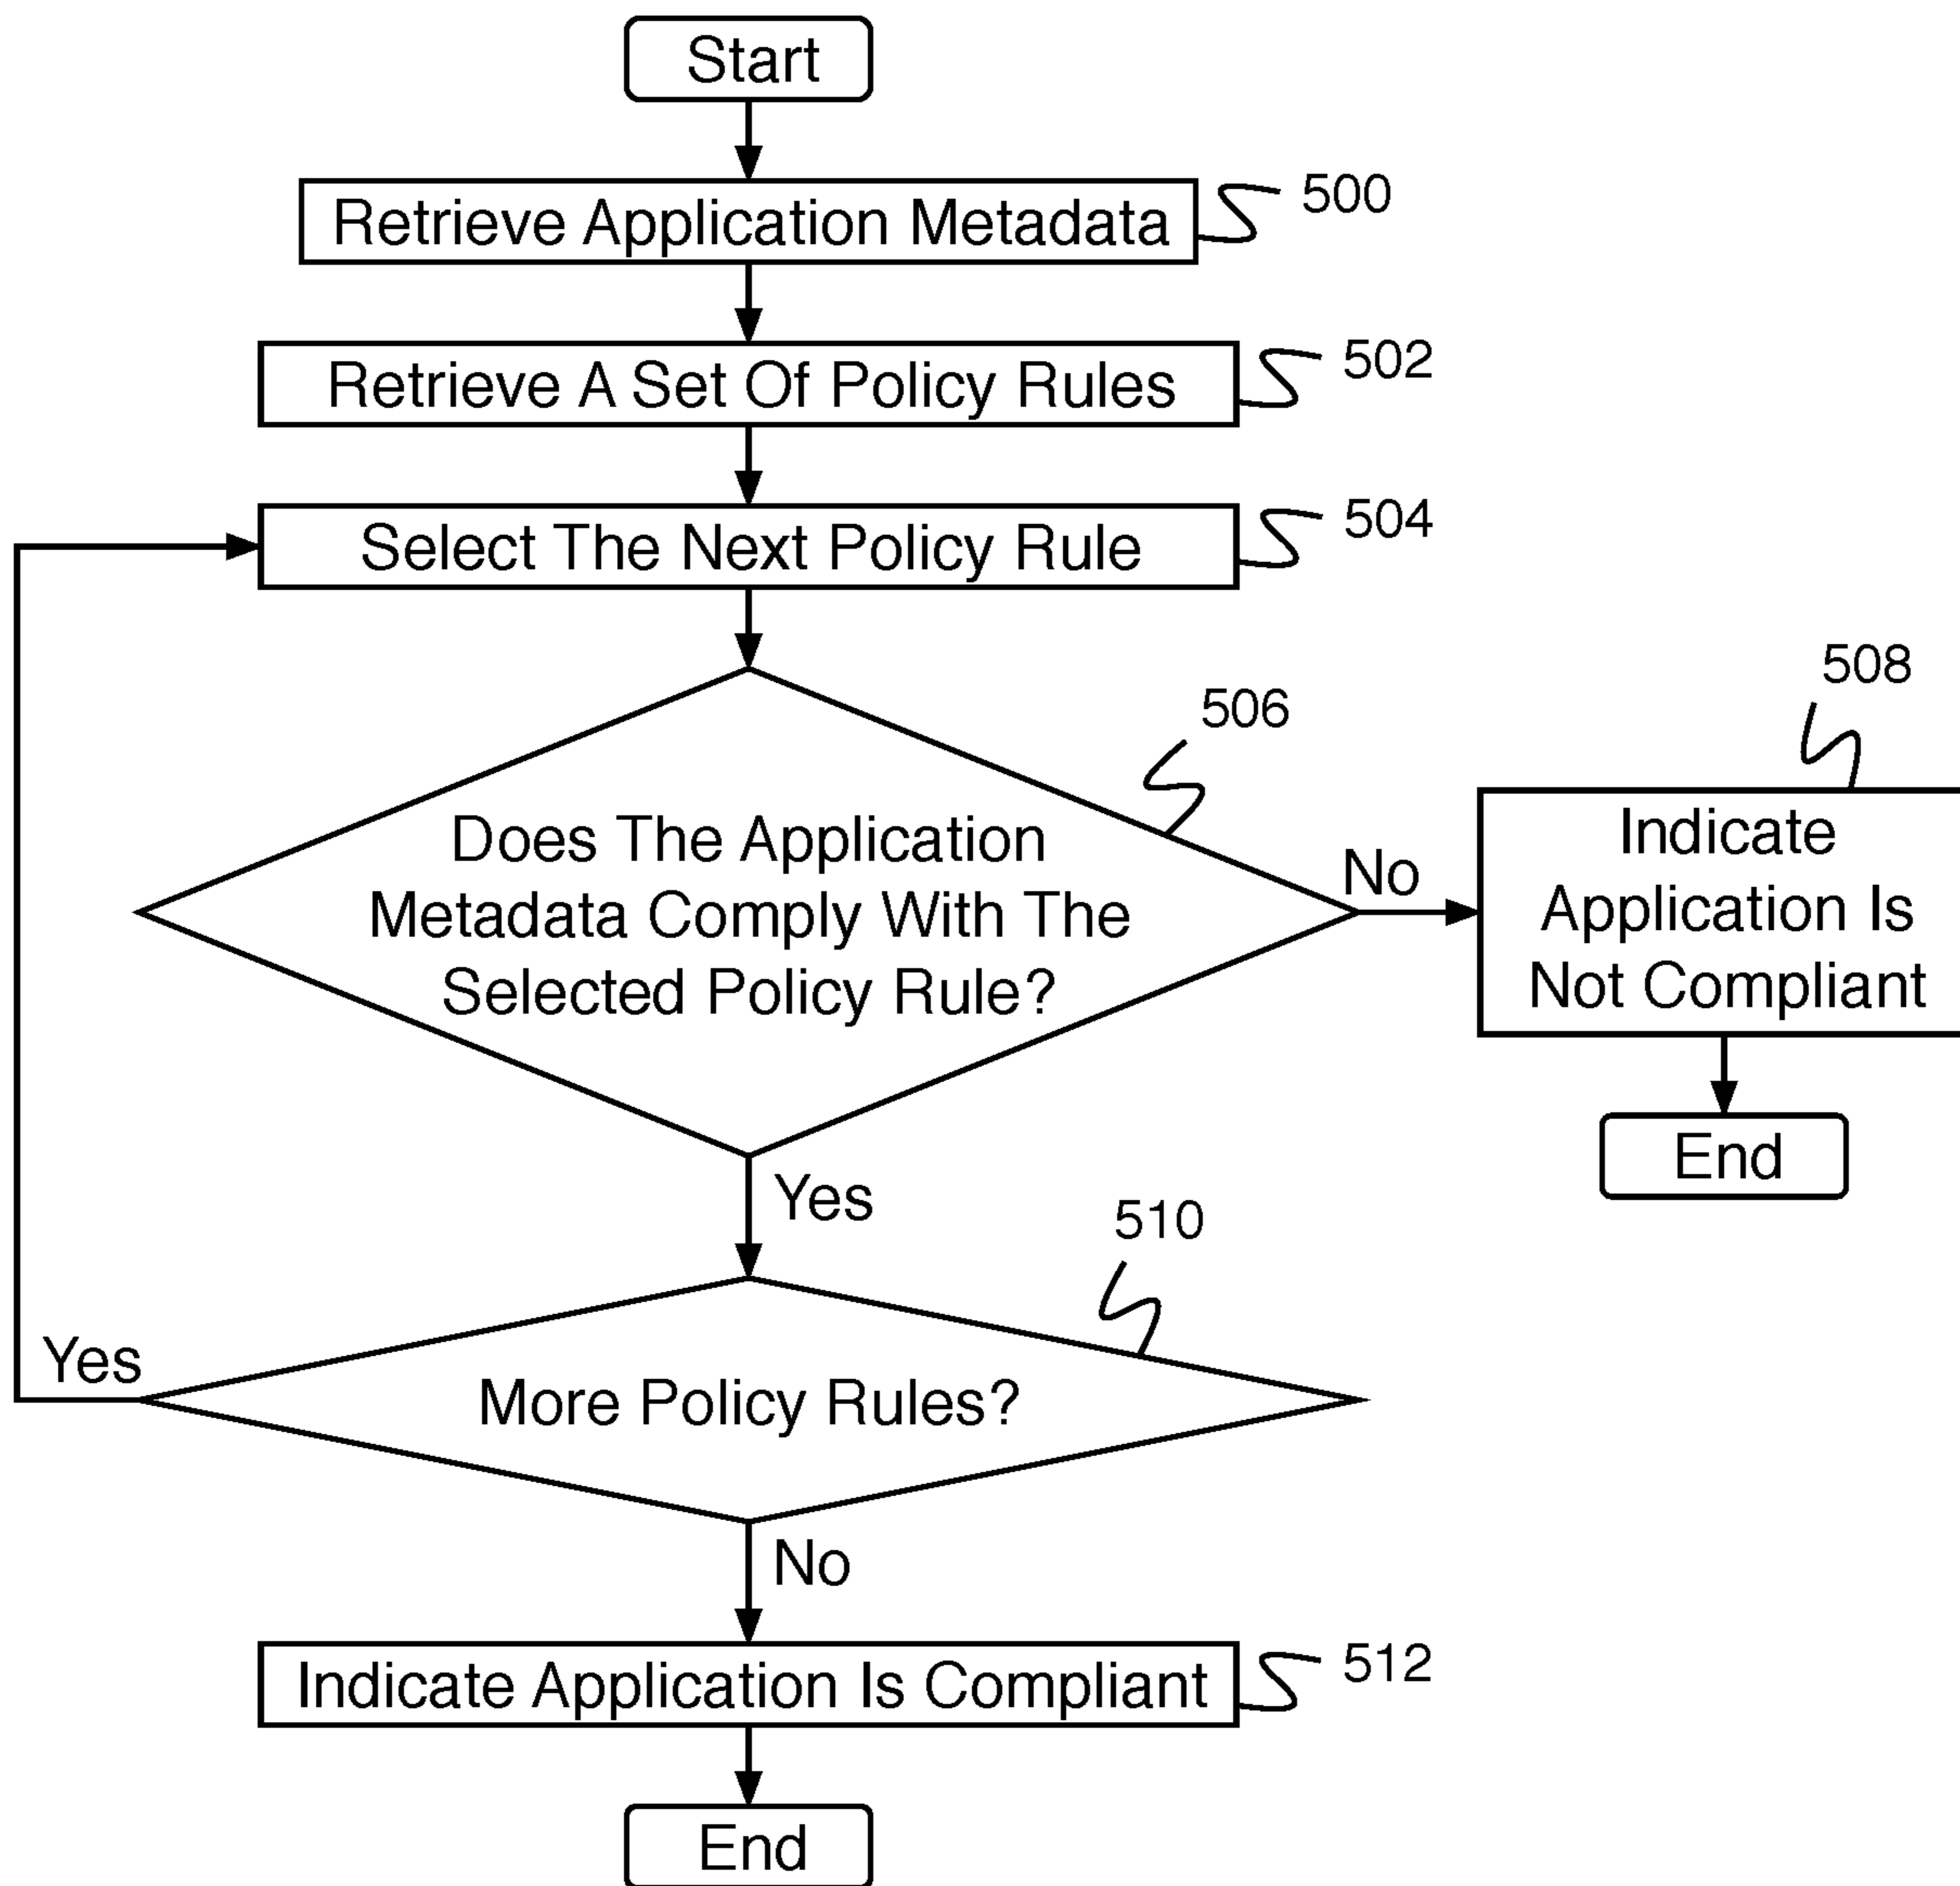 Start
Retrieve Application Metadata
500
Retrieve A Set Of Policy Rules
502
Select The Next Policy Rule
504
506
508
Does The Application
Metadata Comply With The
Selected Policy Rule?
No
Indicate
Application Is
Not Compliant
End
Yes
510
Yes
More Policy Rules?
No
Indicate Application Is Compliant
512
End